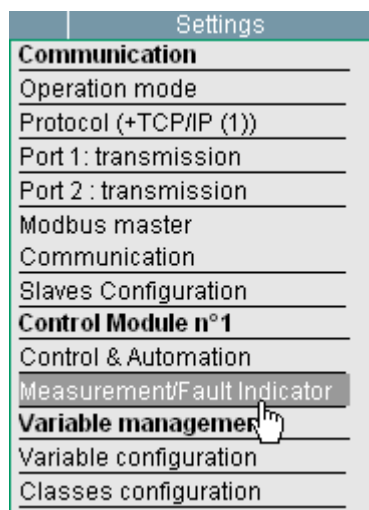 Settings
Communication
Operation mode
Protocol (+TCP/IP (1))
Port 1: transmission
Port 2 : transmission
Modbus master
Communication
Slaves Configuration
Control Module n°1
Control & Automation
Measurement/Fault Indicator
Variable management
Variable configuration
Classes configuration